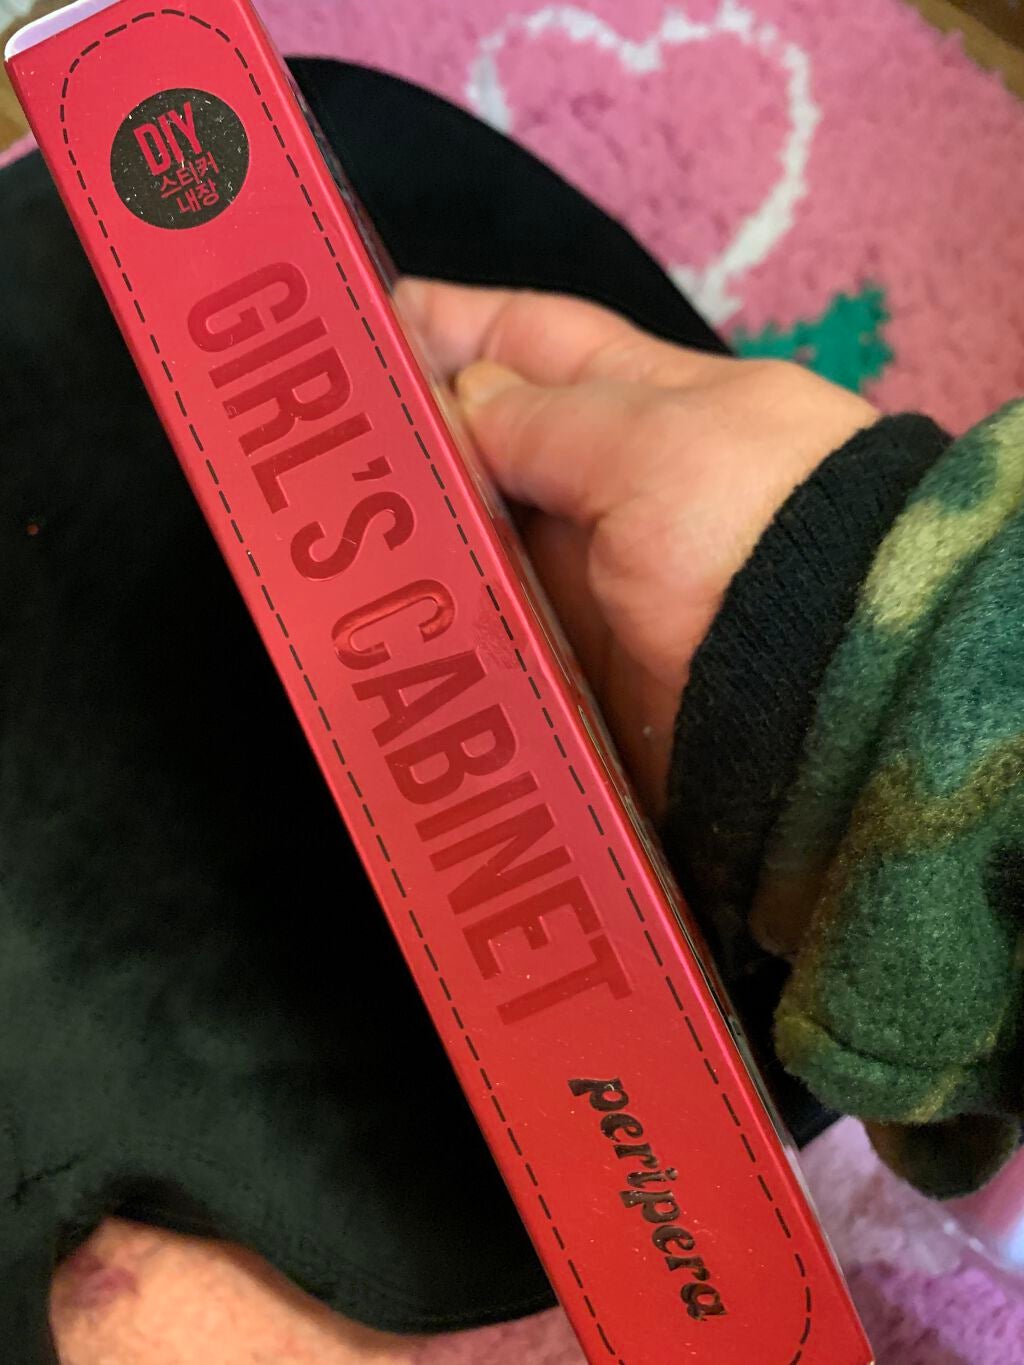 DIY
스티커
내장
GIRL'S CABINET
peripera